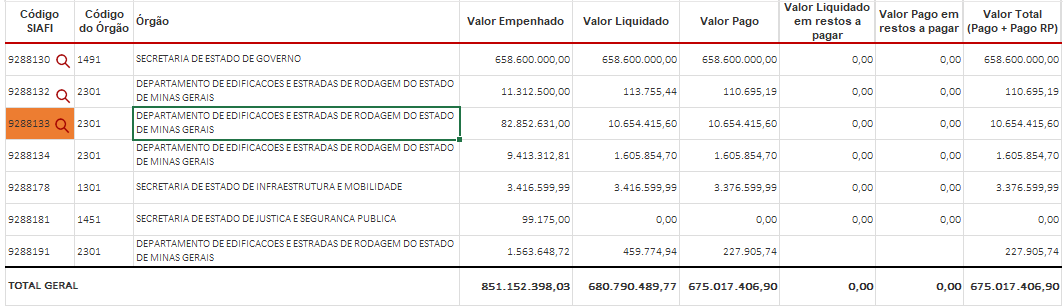 Código SIAFI Código do Órgão Órgão Valor Empenhado Valor Liquidado Valor Pago Valor Liquidado em restos a pagar Valor Pago em restos a pagar Valor Total (Pago + Pago RP)
9288130 1491 SECRETARIA DE ESTADO DE GOVERNO 658.600.000,00 658.600.000,00 658.600.000,00 0,00 0,00 658.600.000,00
9288132 2301 DEPARTAMENTO DE EDIFICACOES E ESTRADAS DE RODAGEM DO ESTADO DE MINAS GERAIS 11.312.500,00 113.755,44 110.695,19 0,00 0,00 110.695,19
9288133 2301 DEPARTAMENTO DE EDIFICACOES E ESTRADAS DE RODAGEM DO ESTADO DE MINAS GERAIS 82.852.631,00 10.654.415,60 10.654.415,60 0,00 0,00 10.654.415,60
9288134 2301 DEPARTAMENTO DE EDIFICACOES E ESTRADAS DE RODAGEM DO ESTADO DE MINAS GERAIS 9.413.312,81 1.605.854,70 1.605.854,70 0,00 0,00 1.605.854,70
9288178 1301 SECRETARIA DE ESTADO DE INFRAESTRUTURA E MOBILIDADE 3.416.599,99 3.416.599,99 3.376.599,99 0,00 0,00 3.376.599,99
9288181 1451 SECRETARIA DE ESTADO DE JUSTICA E SEGURANCA PUBLICA 99.175,00 0,00 0,00 0,00 0,00 0,00
9288191 2301 DEPARTAMENTO DE EDIFICACOES E ESTRADAS DE RODAGEM DO ESTADO DE MINAS GERAIS 1.563.648,72 459.774,94 227.905,74 0,00 0,00 227.905,74
TOTAL GERAL 851.152.398,03 680.790.489,77 675.017.406,90 0,00 0,00 675.017.406,90